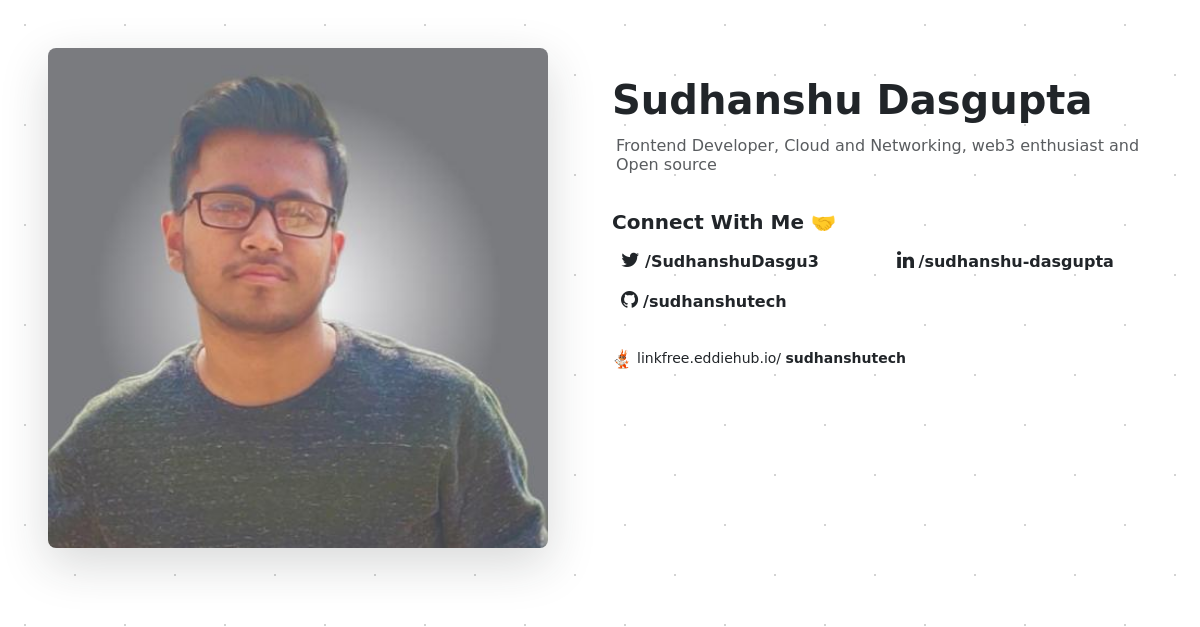 Sudhanshu Dasgupta
Frontend Developer, Cloud and Networking, web3 enthusiast and
Open source
Connect With Me 🤝
/SudhanshuDasgu3
/sudhanshu-dasgupta
/sudhanshutech
linkfree.eddiehub.io/ sudhanshutech